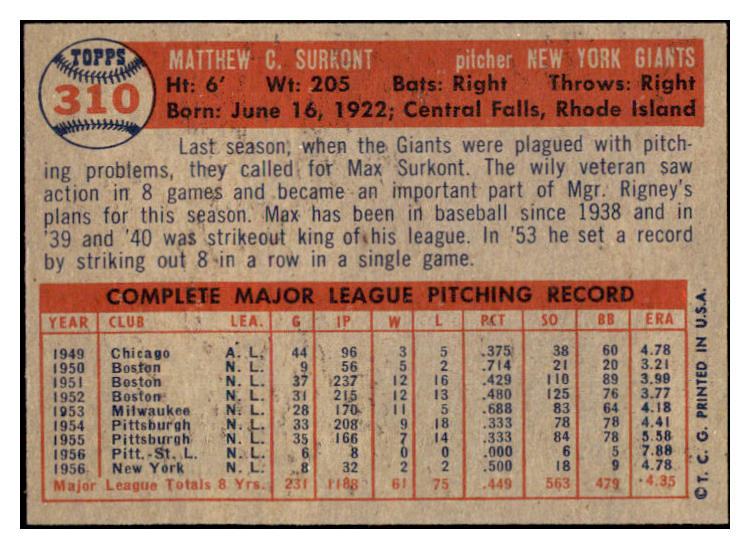 TOPPS
310
MATTHEW C. SURKONT pitcher NEW YORK GIANTS
Ht: 6' Wt: 205 Bats: Right Throws: Right
Born: June 16, 1922; Central Falls, Rhode Island
Last season, when the Giants were plagued with pitch-
ing problems, they called for Max Surkont. The wily veteran saw
action in 8 games and became an important part of Mgr. Rigney's
plans for this season. Max has been in baseball since 1938 and in
'39 and '40 was strikeout king of his league. In '53 he set a record
by striking out 8 in a row in a single game.
COMPLETE MAJOR LEAGUE PITCHING RECORD
YEAR CLUB LEA. G IP W L PCT SO BB ERA
1949 Chicago A. L. 44 96 3 5 .375 38 60 4.78
1950 Boston N. L. 9 56 5 2 .714 21 20 3.21
1951 Boston N. L. 37 237 12 16 .429 110 89 3.99
1952 Boston N. L. 31 215 12 13 .480 125 76 3.77
1953 Milwaukee N. L. 28 170 11 5 .688 83 64 4.18
1954 Pittsburgh N. L. 33 208 9 18 .333 78 78 4.41
1955 Pittsburgh N. L. 35 166 7 14 .333 84 78 5.58
1956 Pitt.-St. L. N. L. 6 8 0 0 .000 6 5 7.88
1956 New York N. L. 8 32 2 2 .500 18 9 4.78
Major League Totals 8 Yrs. 231 1188 61 75 .449 563 479 4.35
© T. C. G. PRINTED IN U.S.A.